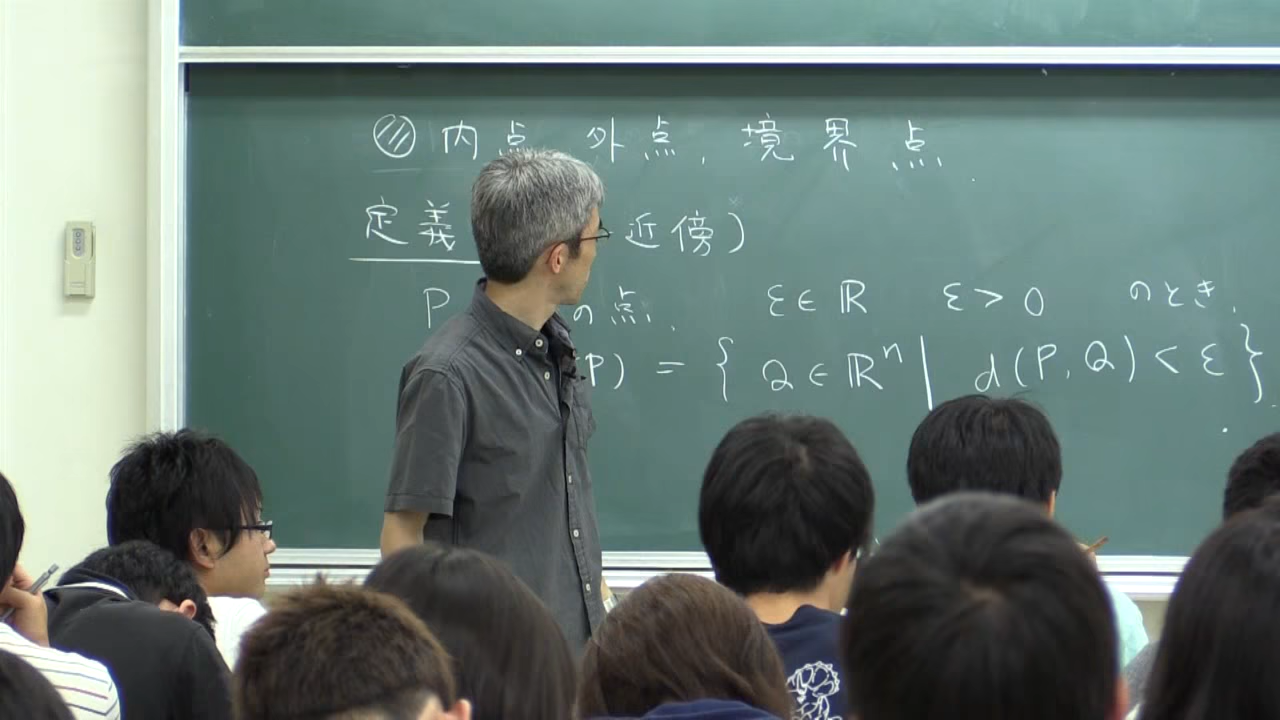 内点 外点, 境界点.
定義 近傍)
P の点, ε∈ℝ ε>0 のとき,
P) = { Q∈ℝⁿ | d(P, Q) < ε }.